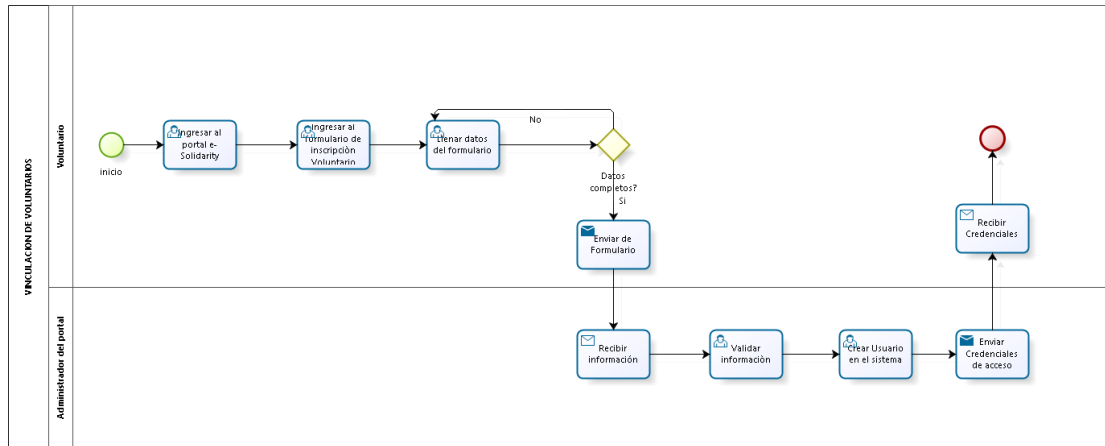 VINCULACION DE VOLUNTARIOS
Voluntario
inicio
Ingresar al
portal e-
Solidarity
Ingresar al
formulario de
inscripciòn
Voluntario
Llenar datos
del formulario
No
Datos
completos?
Si
Enviar de
Formulario
Recibir
Credenciales
Administrador del portal
Recibir
información
Validar
informaciòn
Crear Usuario
en el sistema
Enviar
Credenciales
de acceso